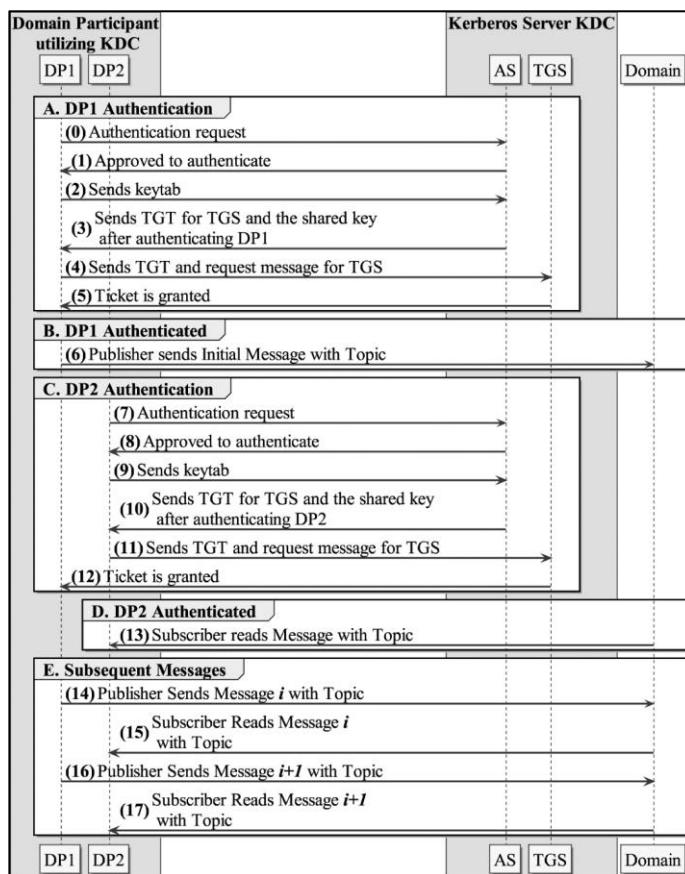 Domain Participant
utilizing KDC
Kerberos Server KDC
DP1 DP2 AS TGS Domain
A. DP1 Authentication
(0) Authentication request
(1) Approved to authenticate
(2) Sends keytab
(3) Sends TGT for TGS and the shared key
after authenticating DP1
(4) Sends TGT and request message for TGS
(5) Ticket is granted
B. DP1 Authenticated
(6) Publisher sends Initial Message with Topic
C. DP2 Authentication
(7) Authentication request
(8) Approved to authenticate
(9) Sends keytab
(10) Sends TGT for TGS and the shared key
after authenticating DP2
(11) Sends TGT and request message for TGS
(12) Ticket is granted
D. DP2 Authenticated
(13) Subscriber reads Message with Topic
E. Subsequent Messages
(14) Publisher Sends Message i with Topic
(15) Subscriber Reads Message i
with Topic
(16) Publisher Sends Message i+1 with Topic
(17) Subscriber Reads Message i+1
with Topic
DP1 DP2 AS TGS Domain